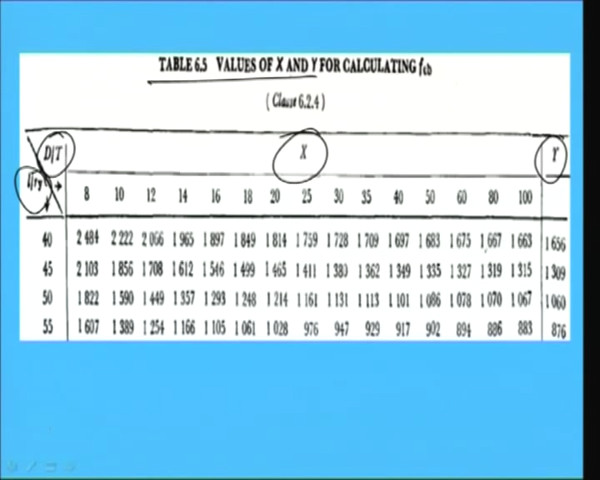 TABLE 6.5 VALUES OF X AND Y FOR CALCULATING fcb
( Clause 6.2.4 )
D/T X Y
l/ry
8 10 12 14 16 18 20 25 30 35 40 50 60 80 100
40 2 484 2 222 2 066 1 965 1 897 1 849 1 814 1 759 1 728 1 709 1 697 1 683 1 675 1 667 1 663 1 656
45 2 103 1 856 1 708 1 612 1 546 1 499 1 465 1 411 1 380 1 362 1 349 1 335 1 327 1 319 1 315 1 309
50 1 822 1 590 1 449 1 357 1 293 1 248 1 214 1 161 1 131 1 113 1 101 1 086 1 078 1 070 1 067 1 060
55 1 607 1 389 1 254 1 166 1 105 1 061 1 028 976 947 929 917 902 894 886 883 876